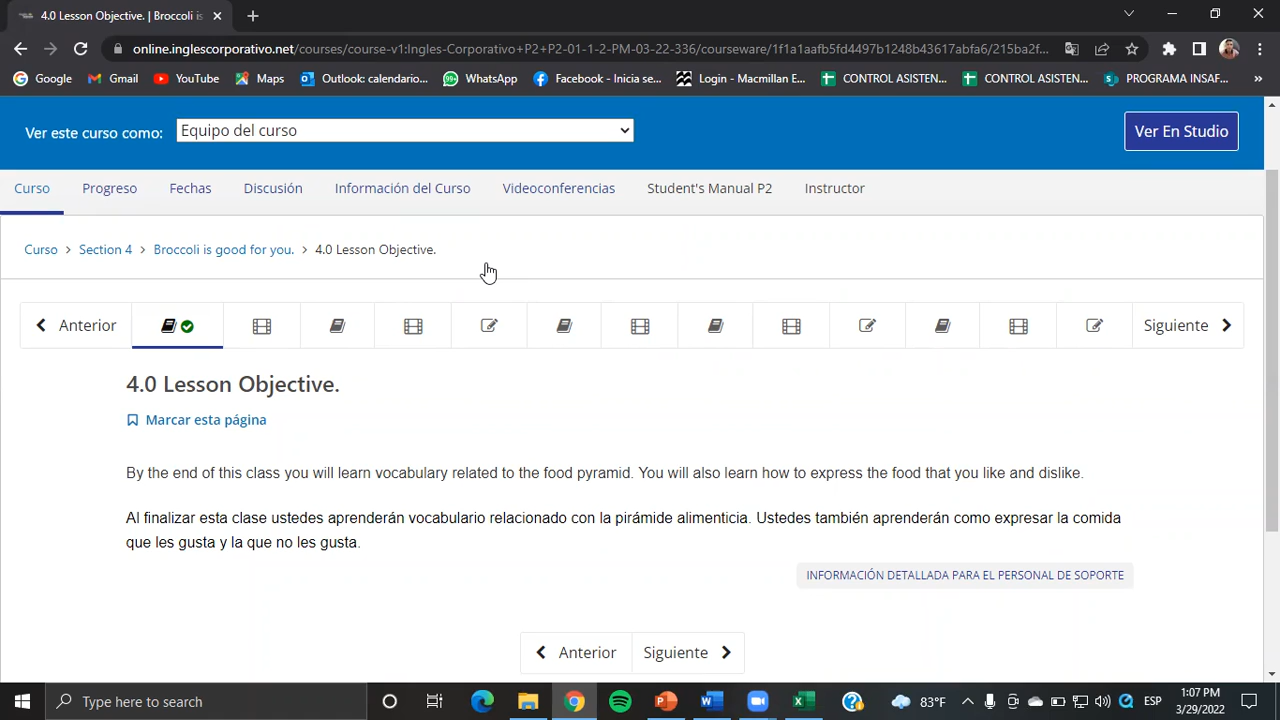 4.0 Lesson Objective. | Broccoli is
online.inglescorporativo.net/courses/course-v1:Ingles-Corporativo+P2+P2-01-1-2-PM-03-22-336/courseware/1f1a1aafb5fd4497b1248b43617abfa6/215ba2f...
Google Gmail YouTube Maps Outlook: calendario... WhatsApp Facebook - Inicia se... Login - Macmillan E... CONTROL ASISTEN... CONTROL ASISTEN... PROGRAMA INSAF... »
Ver este curso como: Equipo del curso Ver En Studio
Curso Progreso Fechas Discusión Información del Curso Videoconferencias Student's Manual P2 Instructor
Curso > Section 4 > Broccoli is good for you. > 4.0 Lesson Objective.
Anterior Siguiente
4.0 Lesson Objective.
Marcar esta página
By the end of this class you will learn vocabulary related to the food pyramid. You will also learn how to express the food that you like and dislike.
Al finalizar esta clase ustedes aprenderán vocabulario relacionado con la pirámide alimenticia. Ustedes también aprenderán como expresar la comida
que les gusta y la que no les gusta.
INFORMACIÓN DETALLADA PARA EL PERSONAL DE SOPORTE
Anterior Siguiente
Type here to search 83°F ESP 1:07 PM
3/29/2022